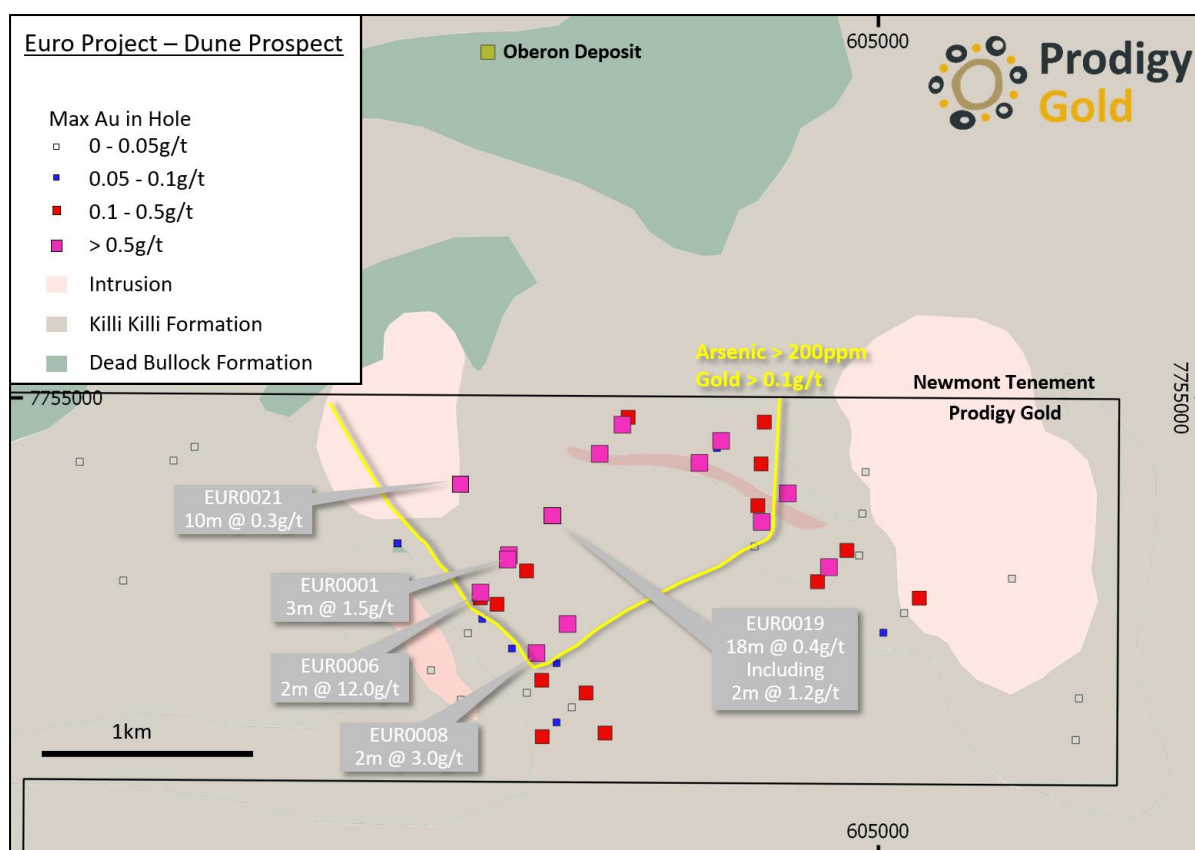 Euro Project – Dune Prospect
Max Au in Hole
0 - 0.05g/t
0.05 - 0.1g/t
0.1 - 0.5g/t
> 0.5g/t
Intrusion
Killi Killi Formation
Dead Bullock Formation
Oberon Deposit
605000
Prodigy
Gold
Arsenic > 200ppm
Gold > 0.1g/t
Newmont Tenement
Prodigy Gold
7755000
7755000
EUR0021
10m @ 0.3g/t
EUR0001
3m @ 1.5g/t
EUR0006
2m @ 12.0g/t
EUR0008
2m @ 3.0g/t
EUR0019
18m @ 0.4g/t
Including
2m @ 1.2g/t
1km
605000